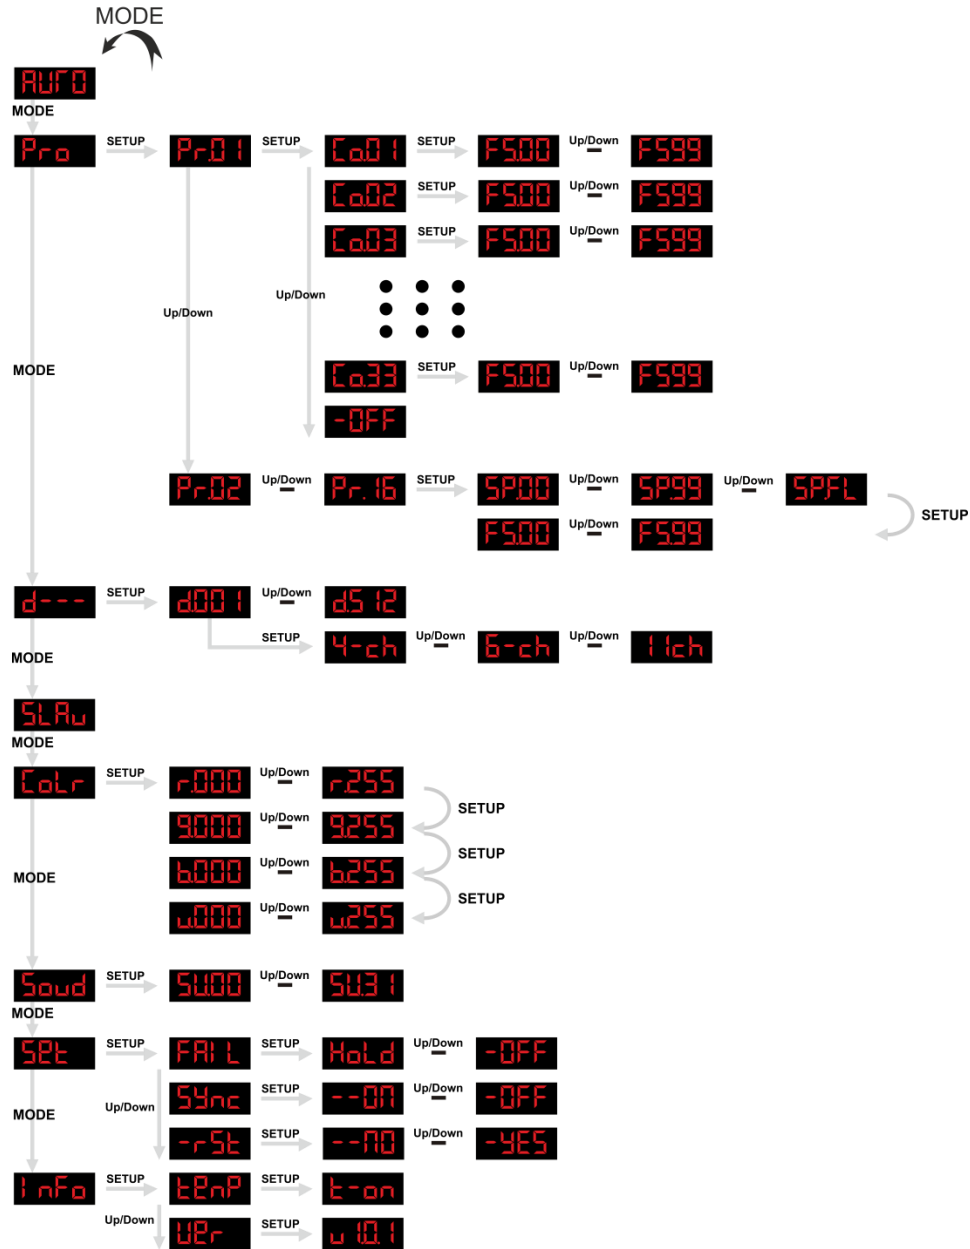 MODE
AUTO
MODE
Pro SETUP Pr.01 SETUP Co.01 SETUP FS.00 Up/Down FS99
Co.02 SETUP FS.00 Up/Down FS99
Co.03 SETUP FS.00 Up/Down FS99
Up/Down Up/Down
MODE
Co.33 SETUP FS.00 Up/Down FS99
-OFF
Pr.02 Up/Down Pr.16 SETUP SP.00 Up/Down SP.99 Up/Down SP.FL
SETUP
FS.00 Up/Down FS.99
d--- SETUP d.001 Up/Down d.512
SETUP 4-ch Up/Down 6-ch Up/Down 11ch
MODE
SLAv
MODE
CoLr SETUP r.000 Up/Down r.255
SETUP
g.000 Up/Down g.255
SETUP
b.000 Up/Down b.255
MODE
SETUP
u.000 Up/Down u.255
Soud SETUP SU.00 Up/Down SU.31
MODE
Set SETUP FAIL SETUP HoLd Up/Down -OFF
MODE Up/Down Sync SETUP --ON Up/Down -OFF
-rSt SETUP --NO Up/Down -YES
InFo SETUP tenP SETUP t-on
Up/Down Ver SETUP u1.0.1